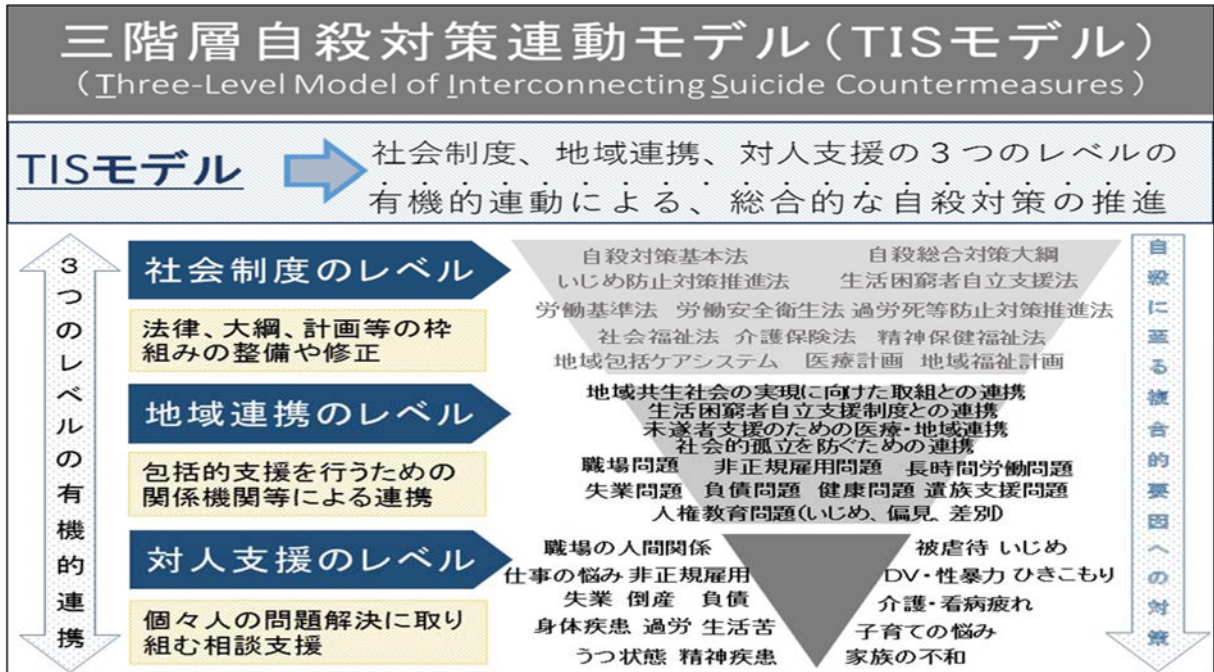 三階層自殺対策連動モデル(TISモデル)
(Three-Level Model of Interconnecting Suicide Countermeasures)
TISモデル
社会制度、地域連携、対人支援の3つのレベルの
有機的連動による、総合的な自殺対策の推進
3つのレベルの有機的連携
社会制度のレベル
法律、大綱、計画等の枠
組みの整備や修正
自殺対策基本法 自殺総合対策大綱
いじめ防止対策推進法 生活困窮者自立支援法
労働基準法 労働安全衛生法 過労死等防止対策推進法
社会福祉法 介護保険法 精神保健福祉法
地域包括ケアシステム 医療計画 地域福祉計画
地域連携のレベル
包括的支援を行うための
関係機関等による連携
地域共生社会の実現に向けた取組との連携
生活困窮者自立支援制度との連携
未遂者支援のための医療・地域連携
社会的孤立を防ぐための連携
職場問題 非正規雇用問題 長時間労働問題
失業問題 負債問題 健康問題 遺族支援問題
人権教育問題(いじめ、偏見、差別)
対人支援のレベル
個々人の問題解決に取り
組む相談支援
職場の人間関係 被虐待 いじめ
仕事の悩み 非正規雇用 DV・性暴力 ひきこもり
失業 倒産 負債 介護・看病疲れ
身体疾患 過労 生活苦 子育ての悩み
うつ状態 精神疾患 家族の不和
自殺に至る複合的要因への対策